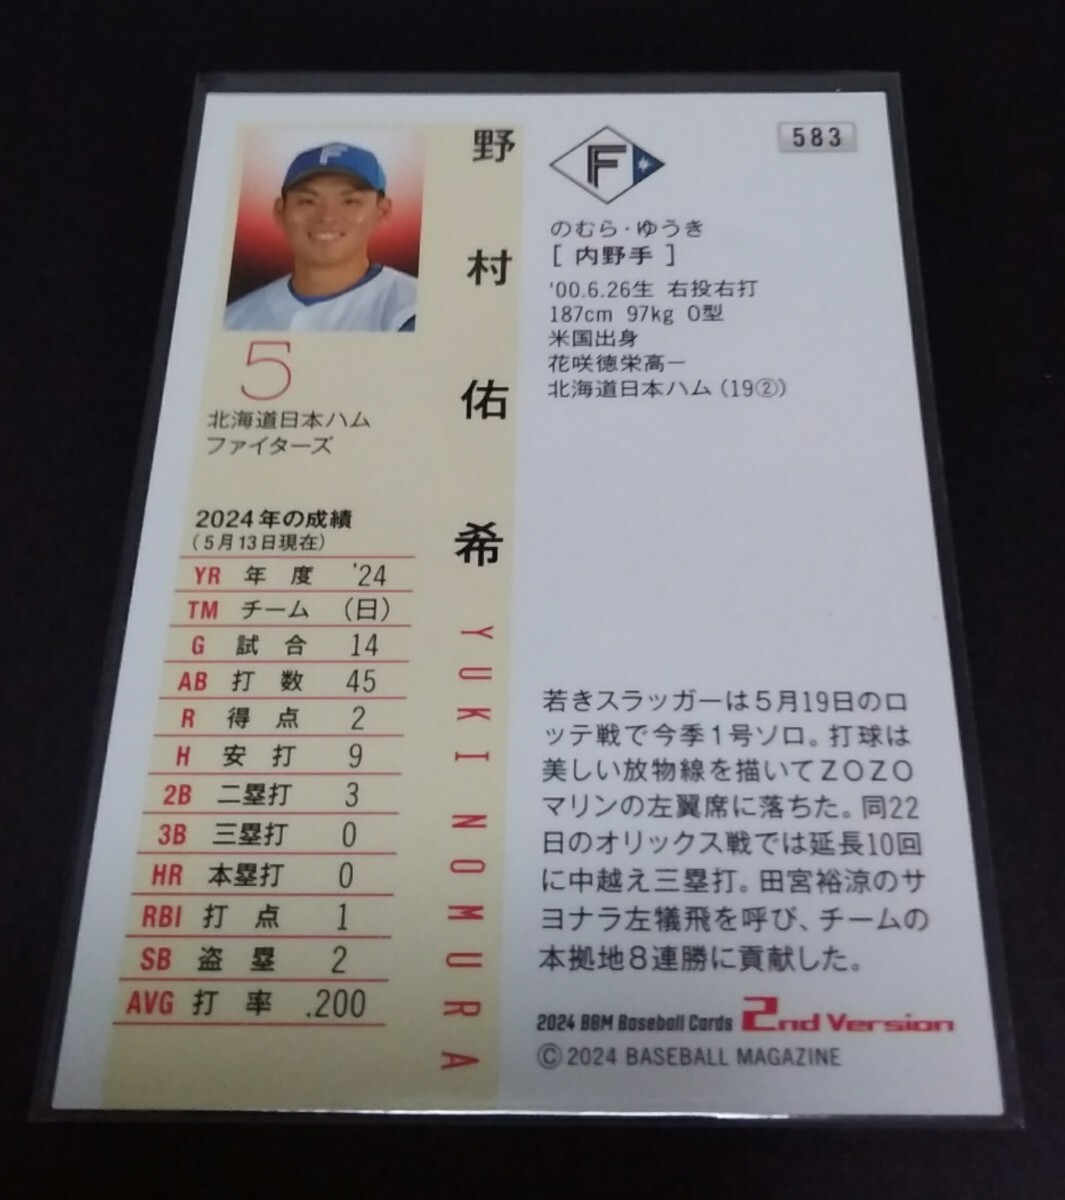 野村佑希
YUKI NOMURA
F
5
北海道日本ハム
ファイターズ
2024年の成績
(5月13日現在)
YR 年度 '24
TM チーム (日)
G 試合 14
AB 打数 45
R 得点 2
H 安打 9
2B 二塁打 3
3B 三塁打 0
HR 本塁打 0
RBI 打点 1
SB 盗塁 2
AVG 打率 .200
F
583
のむら・ゆうき
[内野手]
'00.6.26生 右投右打
187cm 97kg O型
米国出身
花咲徳栄高ー
北海道日本ハム(19②)
若きスラッガーは5月19日のロ
ッテ戦で今季1号ソロ。打球は
美しい放物線を描いてZOZO
マリンの左翼席に落ちた。同22
日のオリックス戦では延長10回
に中越え三塁打。田宮裕涼のサ
ヨナラ左犠飛を呼び、チームの
本拠地8連勝に貢献した。
2024 BBM Baseball Cards 2nd Version
©2024 BASEBALL MAGAZINE